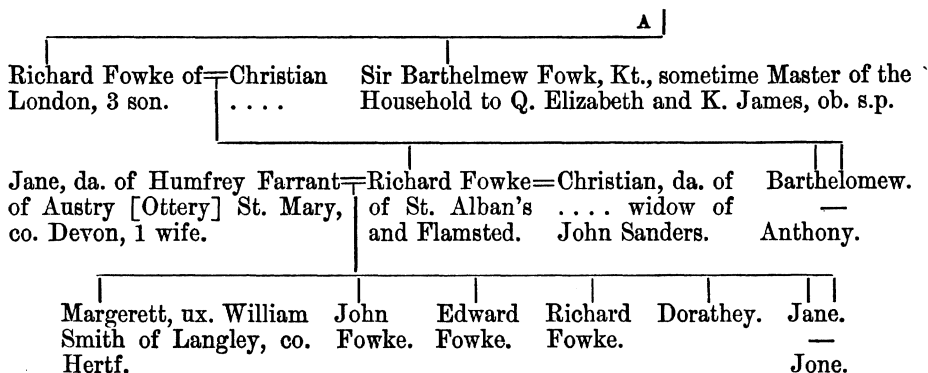 A
Richard Fowke of=Christian
London, 3 son. . . . .
Sir Barthelmew Fowk, Kt., sometime Master of the
Household to Q. Elizabeth and K. James, ob. s.p.
Jane, da. of Humfrey Farrant=Richard Fowke=Christian, da. of
of Austry [Ottery] St. Mary, of St. Alban's . . . . widow of
co. Devon, 1 wife. and Flamsted. John Sanders.
Barthelomew.
—
Anthony.
Margerett, ux. William
Smith of Langley, co.
Hertf.
John
Fowke.
Edward
Fowke.
Richard
Fowke.
Dorathey.
Jane.
—
Jone.